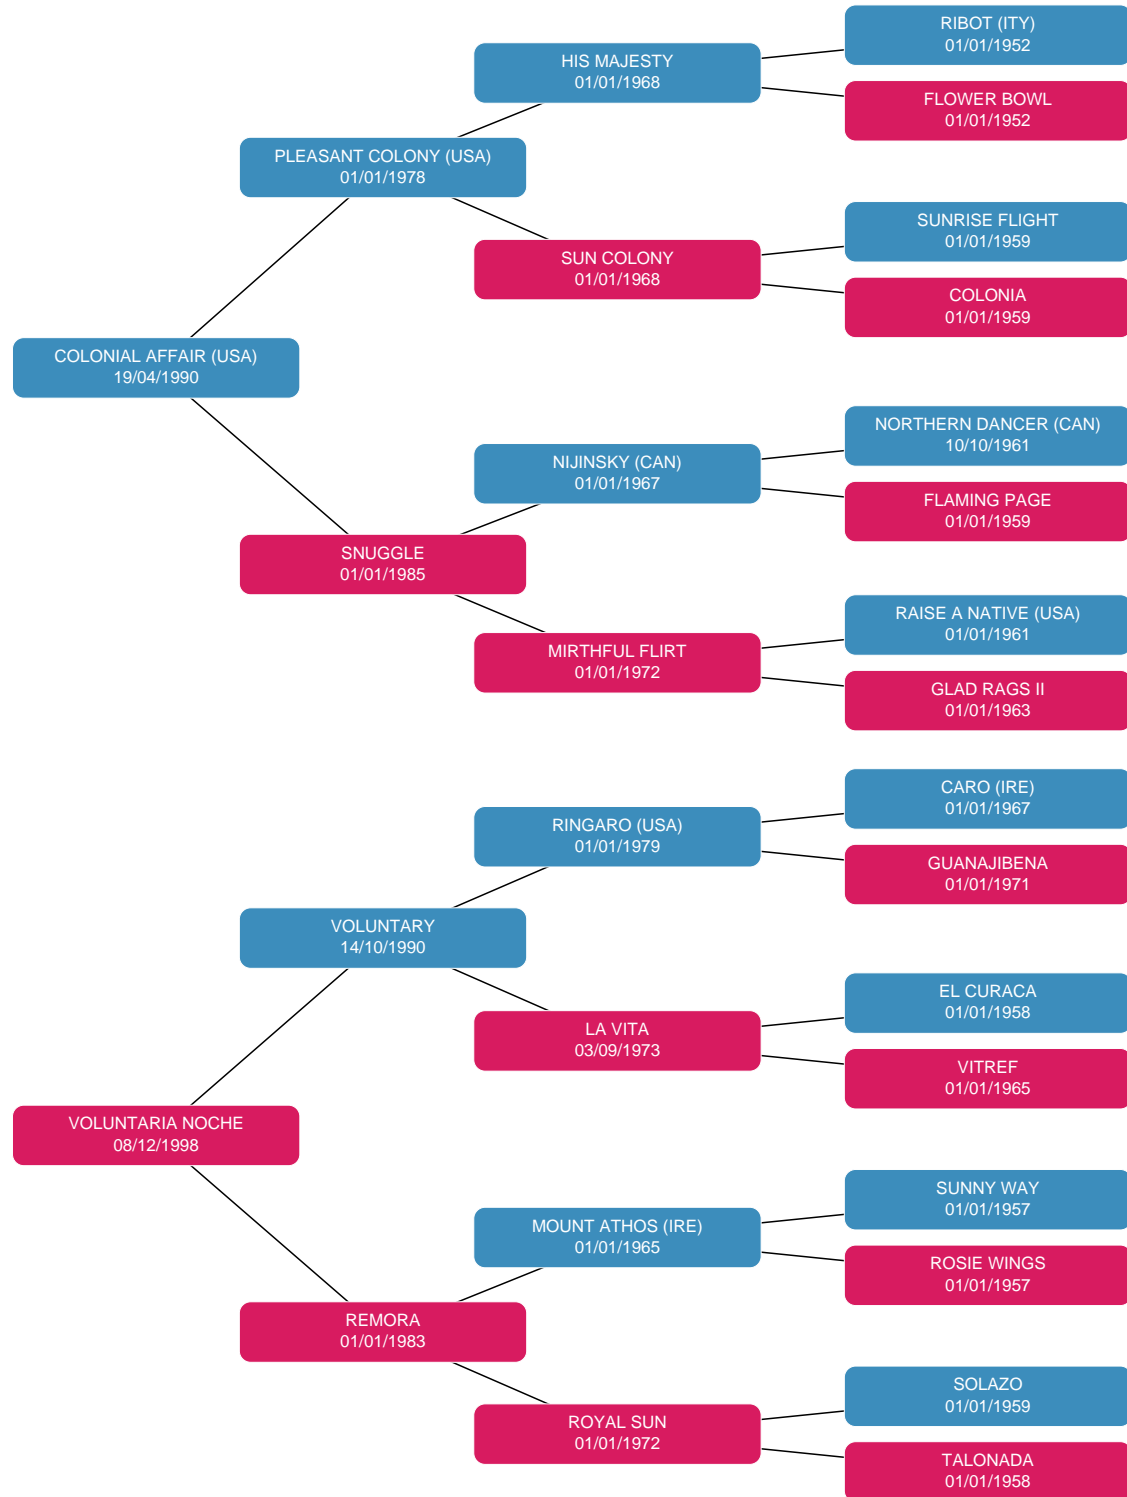 RIBOT (ITY)
01/01/1952
HIS MAJESTY
01/01/1968
FLOWER BOWL
01/01/1952
PLEASANT COLONY (USA)
01/01/1978
SUNRISE FLIGHT
01/01/1959
SUN COLONY
01/01/1968
COLONIA
01/01/1959
COLONIAL AFFAIR (USA)
19/04/1990
NORTHERN DANCER (CAN)
10/10/1961
NIJINSKY (CAN)
01/01/1967
FLAMING PAGE
01/01/1959
SNUGGLE
01/01/1985
RAISE A NATIVE (USA)
01/01/1961
MIRTHFUL FLIRT
01/01/1972
GLAD RAGS II
01/01/1963
CARO (IRE)
01/01/1967
RINGARO (USA)
01/01/1979
GUANAJIBENA
01/01/1971
VOLUNTARY
14/10/1990
EL CURACA
01/01/1958
LA VITA
03/09/1973
VITREF
01/01/1965
VOLUNTARIA NOCHE
08/12/1998
SUNNY WAY
01/01/1957
MOUNT ATHOS (IRE)
01/01/1965
ROSIE WINGS
01/01/1957
REMORA
01/01/1983
SOLAZO
01/01/1959
ROYAL SUN
01/01/1972
TALONADA
01/01/1958